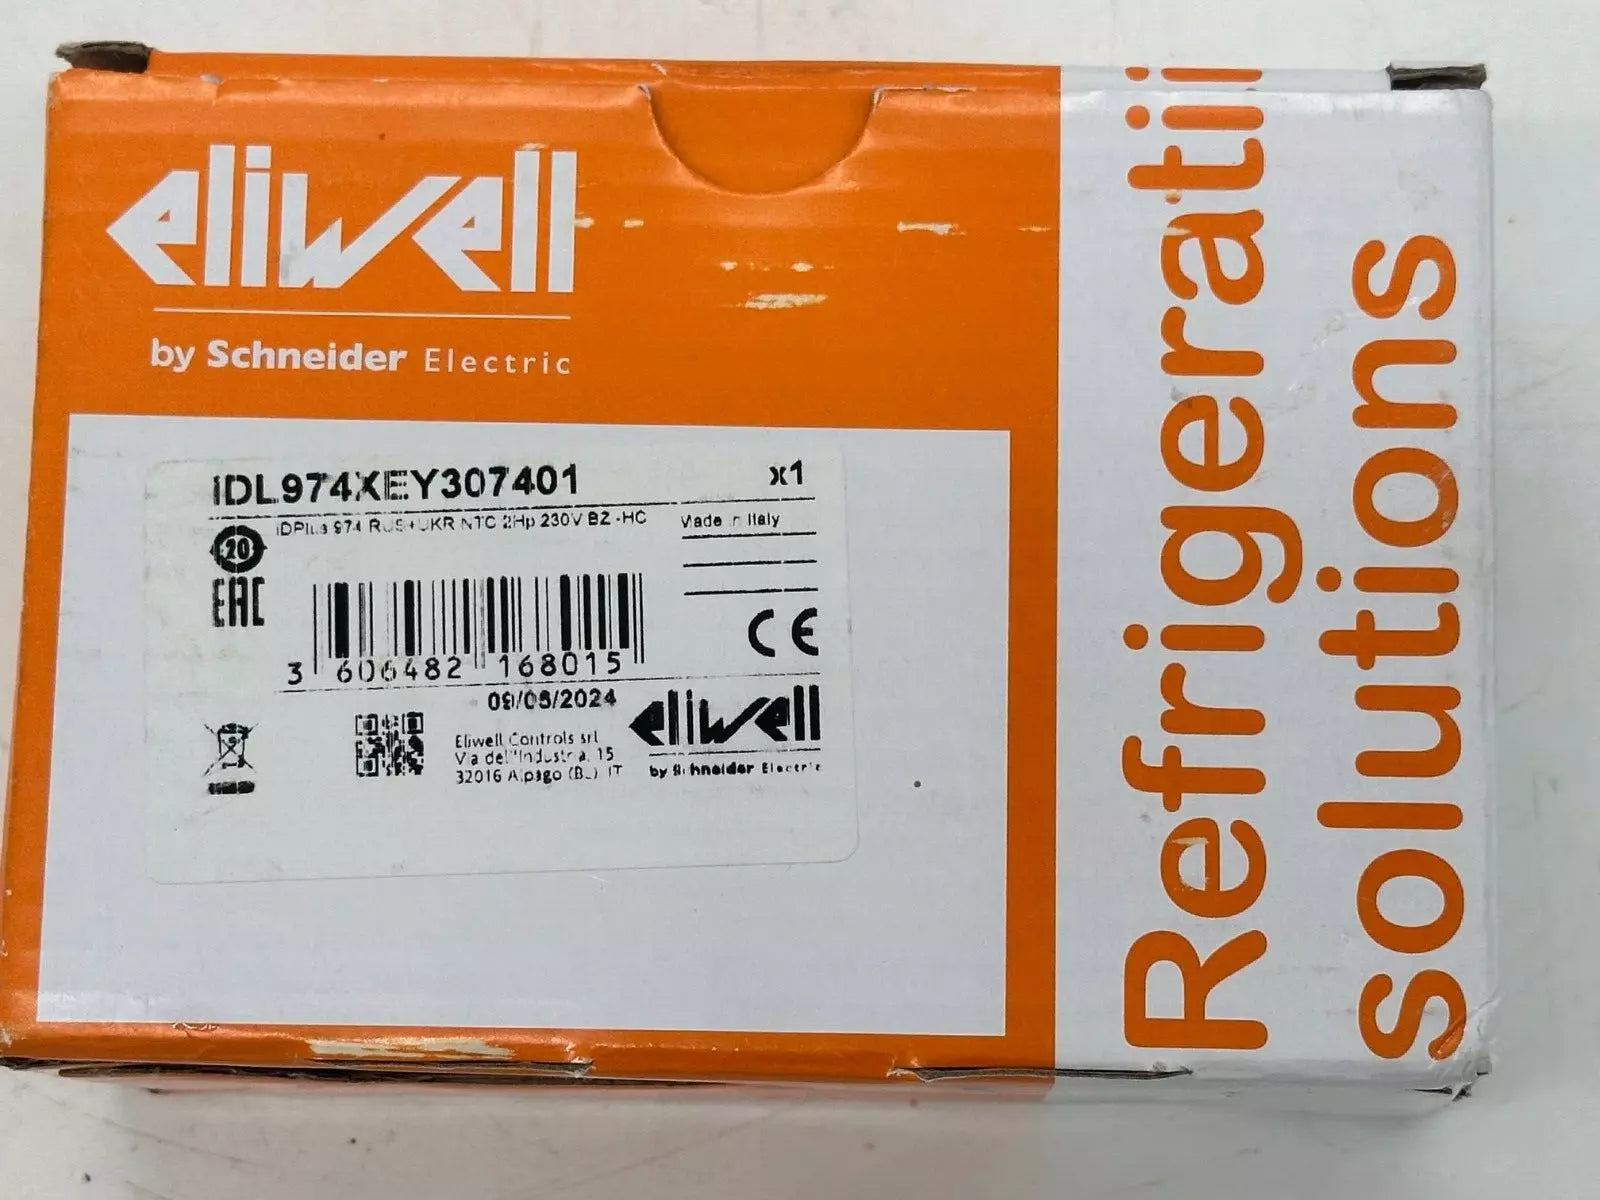 eliwell
by Schneider Electric
IDL974XEY307401 x1
IDPlus 974 RUS+UKR NTC 2Hp 230V BZ -HC Made in Italy
20
EAC
CE
3 606482 168015
09/05/2024
eliwell
by Schneider Electric
Eliwell Controls srl
Via dell'Industria, 15
32016 Alpago (BL) IT
Refrigerati
solutions